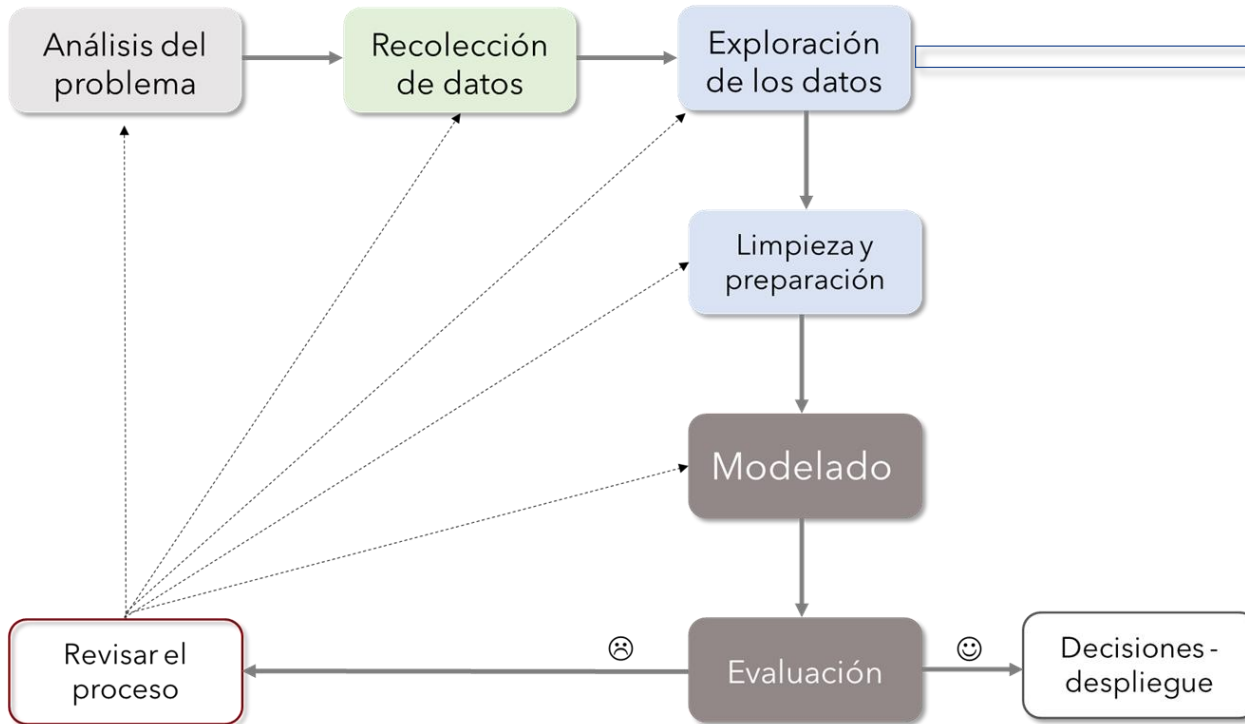 Análisis del
problema
Recolección
de datos
Exploración
de los datos
Limpieza y
preparación
Modelado
Evaluación
Revisar el
proceso
Decisiones -
despliegue